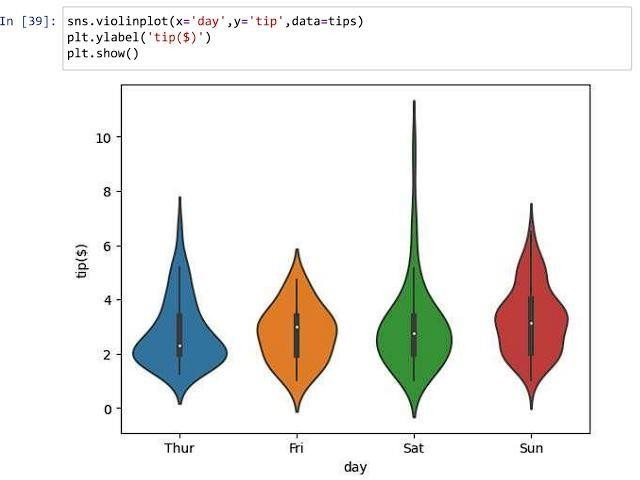 In [39]: sns.violinplot(x='day',y='tip',data=tips)
plt.ylabel('tip($)')
plt.show()
10
8
6
4
2
0
tip($)
Thur Fri Sat Sun
day